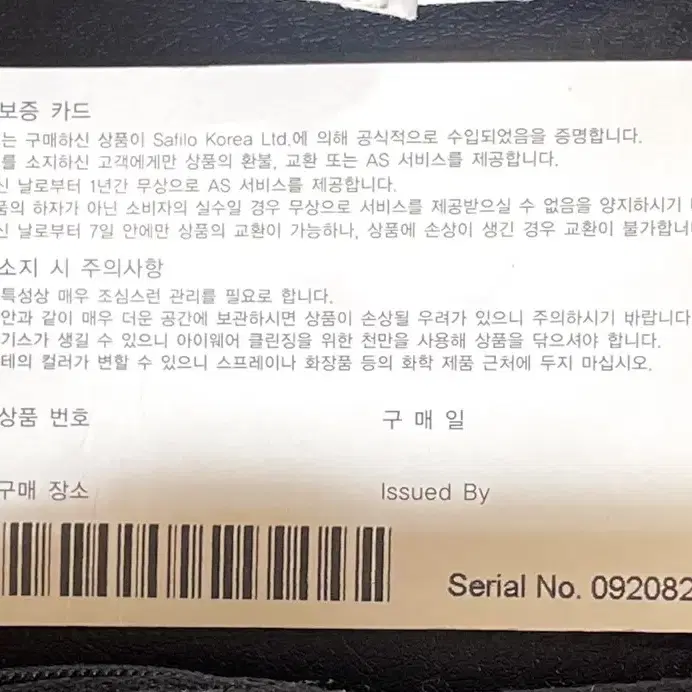 보증 카드
는 구매하신 상품이 Safilo Korea Ltd.에 의해 공식적으로 수입되었음을 증명합니다.
를 소지하신 고객에게만 상품의 환불, 교환 또는 AS 서비스를 제공합니다.
신 날로부터 1년간 무상으로 AS 서비스를 제공합니다.
품의 하자가 아닌 소비자의 실수일 경우 무상으로 서비스를 제공받으실 수 없음을 양지하시기
신 날로부터 7일 안에만 상품의 교환이 가능하나, 상품에 손상이 생긴 경우 교환이 불가합니
소지 시 주의사항
특성상 매우 조심스런 관리를 필요로 합니다.
안과 같이 매우 더운 공간에 보관하시면 상품이 손상될 우려가 있으니 주의하시기 바랍니다
기스가 생길 수 있으니 아이웨어 클린징을 위한 천만을 사용해 상품을 닦으셔야 합니다.
테의 컬러가 변할 수 있으니 스프레이나 화장품 등의 화학 제품 근처에 두지 마십시오.
상품 번호 구 매 일
구매 장소 Issued By
Serial No. 092082